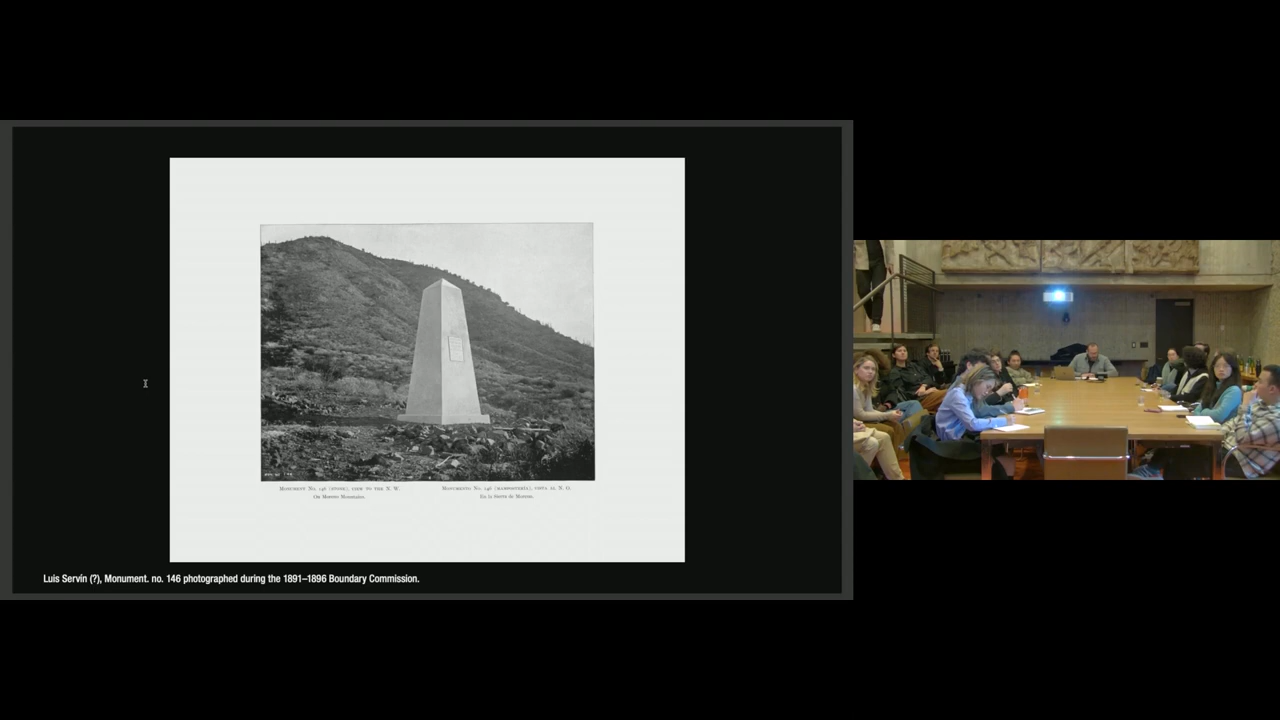 MONUMENT No. 146 (STONE), VIEW TO THE N. W.
On Moreno Mountains.
MONUMENTO No. 146 (MAMPOSTERÍA), VISTA AL N. O.
En la Sierra de Moreno.
Luis Servín (?), Monument. no. 146 photographed during the 1891–1896 Boundary Commission.